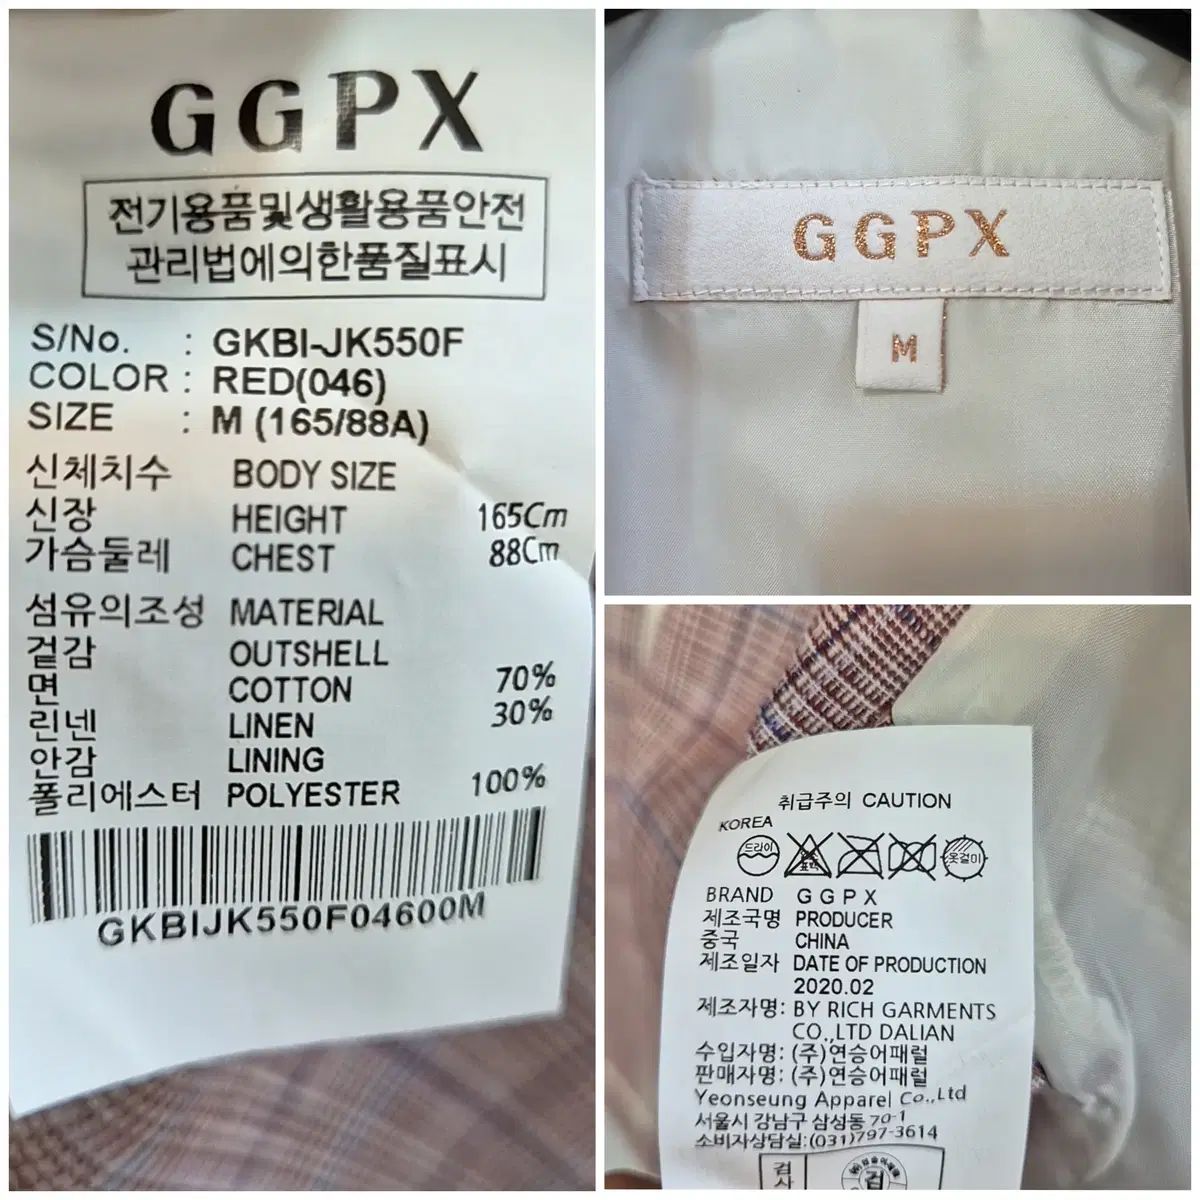 GGPX
전기용품및생활용품안전
관리법에의한품질표시
S/No. : GKBI-JK550F
COLOR : RED(046)
SIZE : M (165/88A)
신체치수 BODY SIZE
신장 HEIGHT 165Cm
가슴둘레 CHEST 88Cm
섬유의조성 MATERIAL
겉감 OUTSHELL
면 COTTON 70%
린넨 LINEN 30%
안감 LINING
폴리에스터 POLYESTER 100%
GKBIJK550F04600M
GGPX
M
취급주의 CAUTION
KOREA
드라이
옷걸이
BRAND GGPX
제조국명 PRODUCER
중국 CHINA
제조일자 DATE OF PRODUCTION
2020.02
제조자명: BY RICH GARMENTS
CO.,LTD DALIAN
수입자명: (주)연승어패럴
판매자명: (주)연승어패럴
Yeonseung Apparel Co.,Ltd
서울시 강남구 삼성동 70-1
소비자상담실:(031)797-3614
검